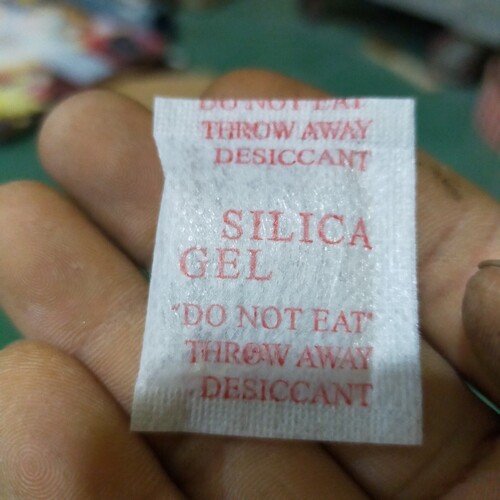 DO NOT EAT
THROW AWAY
DESICCANT
SILICA
GEL
"DO NOT EAT"
THROW AWAY
DESICCANT